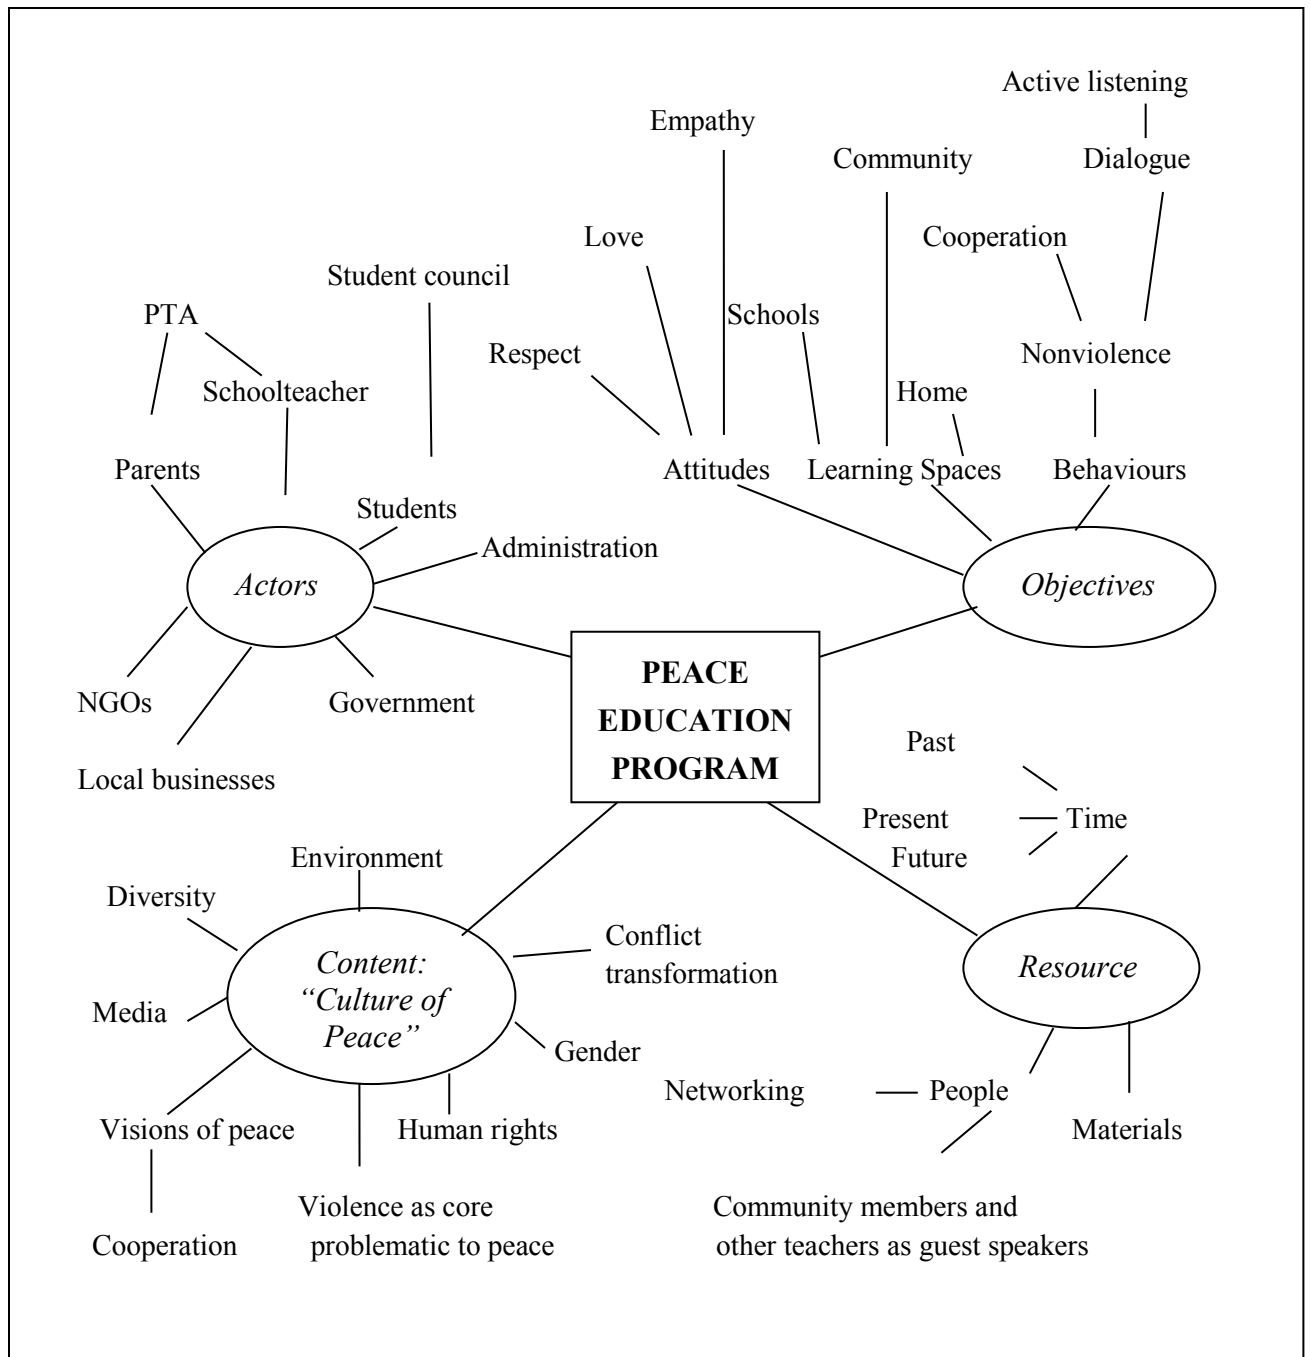 Active listening
Empathy
Community
Dialogue
Love
Cooperation
Student council
PTA
Schools
Respect
Nonviolence
Schoolteacher
Home
Parents
Attitudes
Learning Spaces
Behaviours
Students
Administration
Actors
Objectives
PEACE
EDUCATION
PROGRAM
NGOs
Government
Local businesses
Past
Present
Time
Future
Environment
Diversity
Conflict
transformation
Content:
“Culture of
Peace”
Resource
Media
Gender
Networking
People
Visions of peace
Human rights
Materials
Violence as core
problematic to peace
Cooperation
Community members and
other teachers as guest speakers